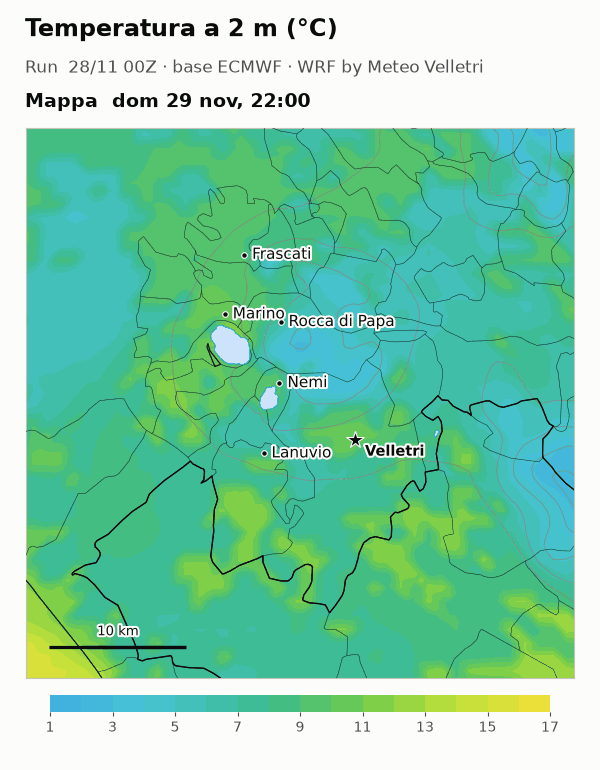 Temperatura a 2 m (°C)
Run  28/11 00Z · base ECMWF · WRF by Meteo Velletri
Mappa  dom 29 nov, 22:00
Frascati
Marino
Rocca di Papa
Nemi
Velletri
Lanuvio
10 km
1 3 5 7 9 11 13 15 17